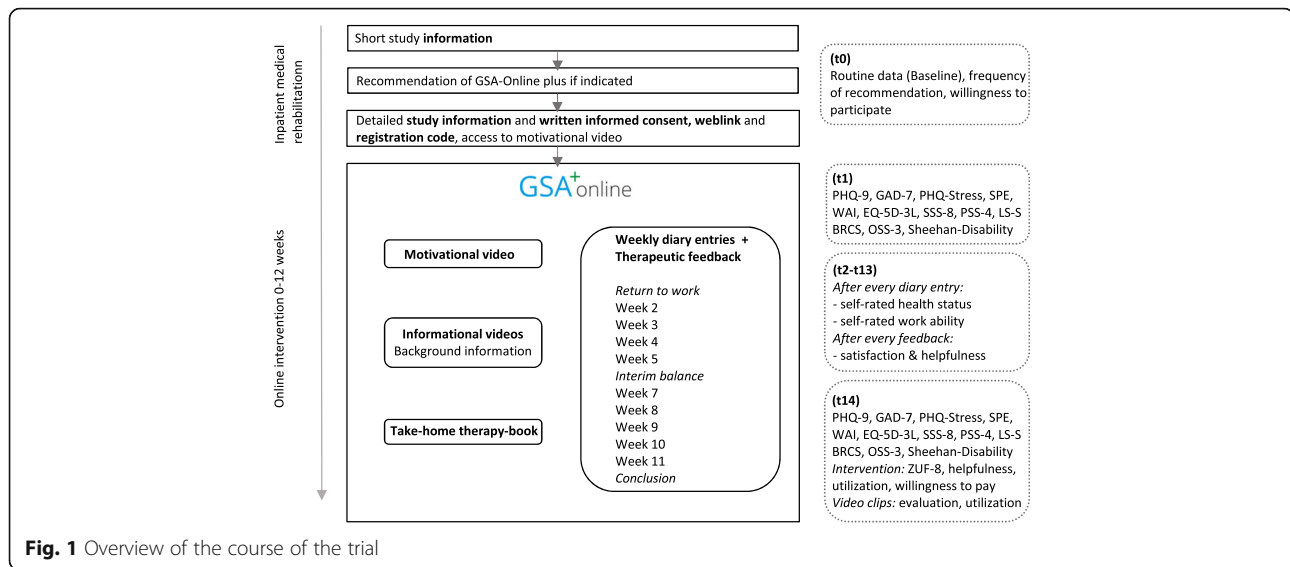 Inpatient medical
rehabilitationn
Online intervention 0-12 weeks
Short study information
Recommendation of GSA-Online plus if indicated
Detailed study information and written informed consent, weblink and
registration code, access to motivational video
GSA+online
Motivational video
Informational videos
Background information
Take-home therapy-book
Weekly diary entries +
Therapeutic feedback
Return to work
Week 2
Week 3
Week 4
Week 5
Interim balance
Week 7
Week 8
Week 9
Week 10
Week 11
Conclusion
(t0)
Routine data (Baseline), frequency
of recommendation, willingness to
participate
(t1)
PHQ-9, GAD-7, PHQ-Stress, SPE,
WAI, EQ-5D-3L, SSS-8, PSS-4, LS-S
BRCS, OSS-3, Sheehan-Disability
(t2-t13)
After every diary entry:
- self-rated health status
- self-rated work ability
After every feedback:
- satisfaction & helpfulness
(t14)
PHQ-9, GAD-7, PHQ-Stress, SPE,
WAI, EQ-5D-3L, SSS-8, PSS-4, LS-S
BRCS, OSS-3, Sheehan-Disability
Intervention: ZUF-8, helpfulness,
utilization, willingness to pay
Video clips: evaluation, utilization
Fig. 1 Overview of the course of the trial